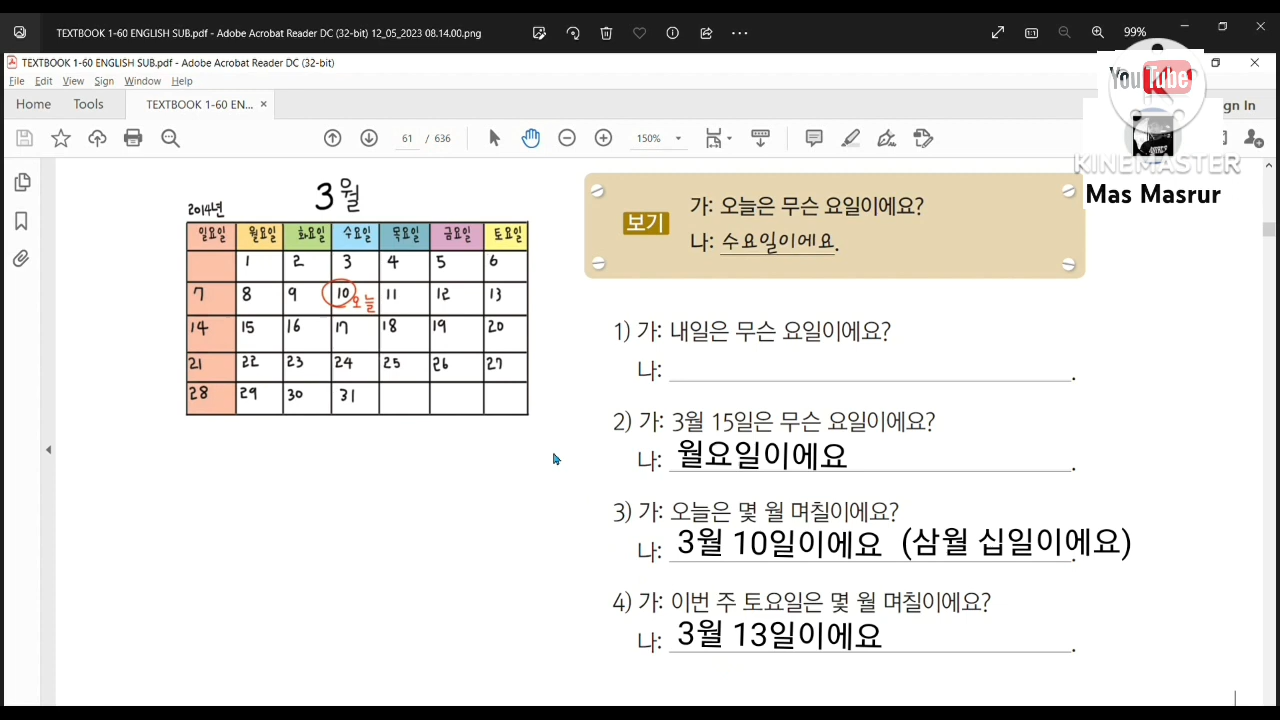 TEXTBOOK 1-60 ENGLISH SUB.pdf - Adobe Acrobat Reader DC (32-bit) 12_05_2023 08.14.00.png
99%
TEXTBOOK 1-60 ENGLISH SUB.pdf - Adobe Acrobat Reader DC (32-bit)
File Edit View Sign Window Help
Home Tools TEXTBOOK 1-60 EN... × gn In
61 / 636 150%
YouTube
KINEMASTER
Mas Masrur
2014년 3월
일요일 월요일 화요일 수요일 목요일 금요일 토요일
1 2 3 4 5 6
7 8 9 10 오늘 11 12 13
14 15 16 17 18 19 20
21 22 23 24 25 26 27
28 29 30 31
보기
가: 오늘은 무슨 요일이에요?
나: 수요일이에요.
1) 가: 내일은 무슨 요일이에요?
나: .
2) 가: 3월 15일은 무슨 요일이에요?
나: 월요일이에요 .
3) 가: 오늘은 몇 월 며칠이에요?
나: 3월 10일이에요 (삼월 십일이에요) .
4) 가: 이번 주 토요일은 몇 월 며칠이에요?
나: 3월 13일이에요 .